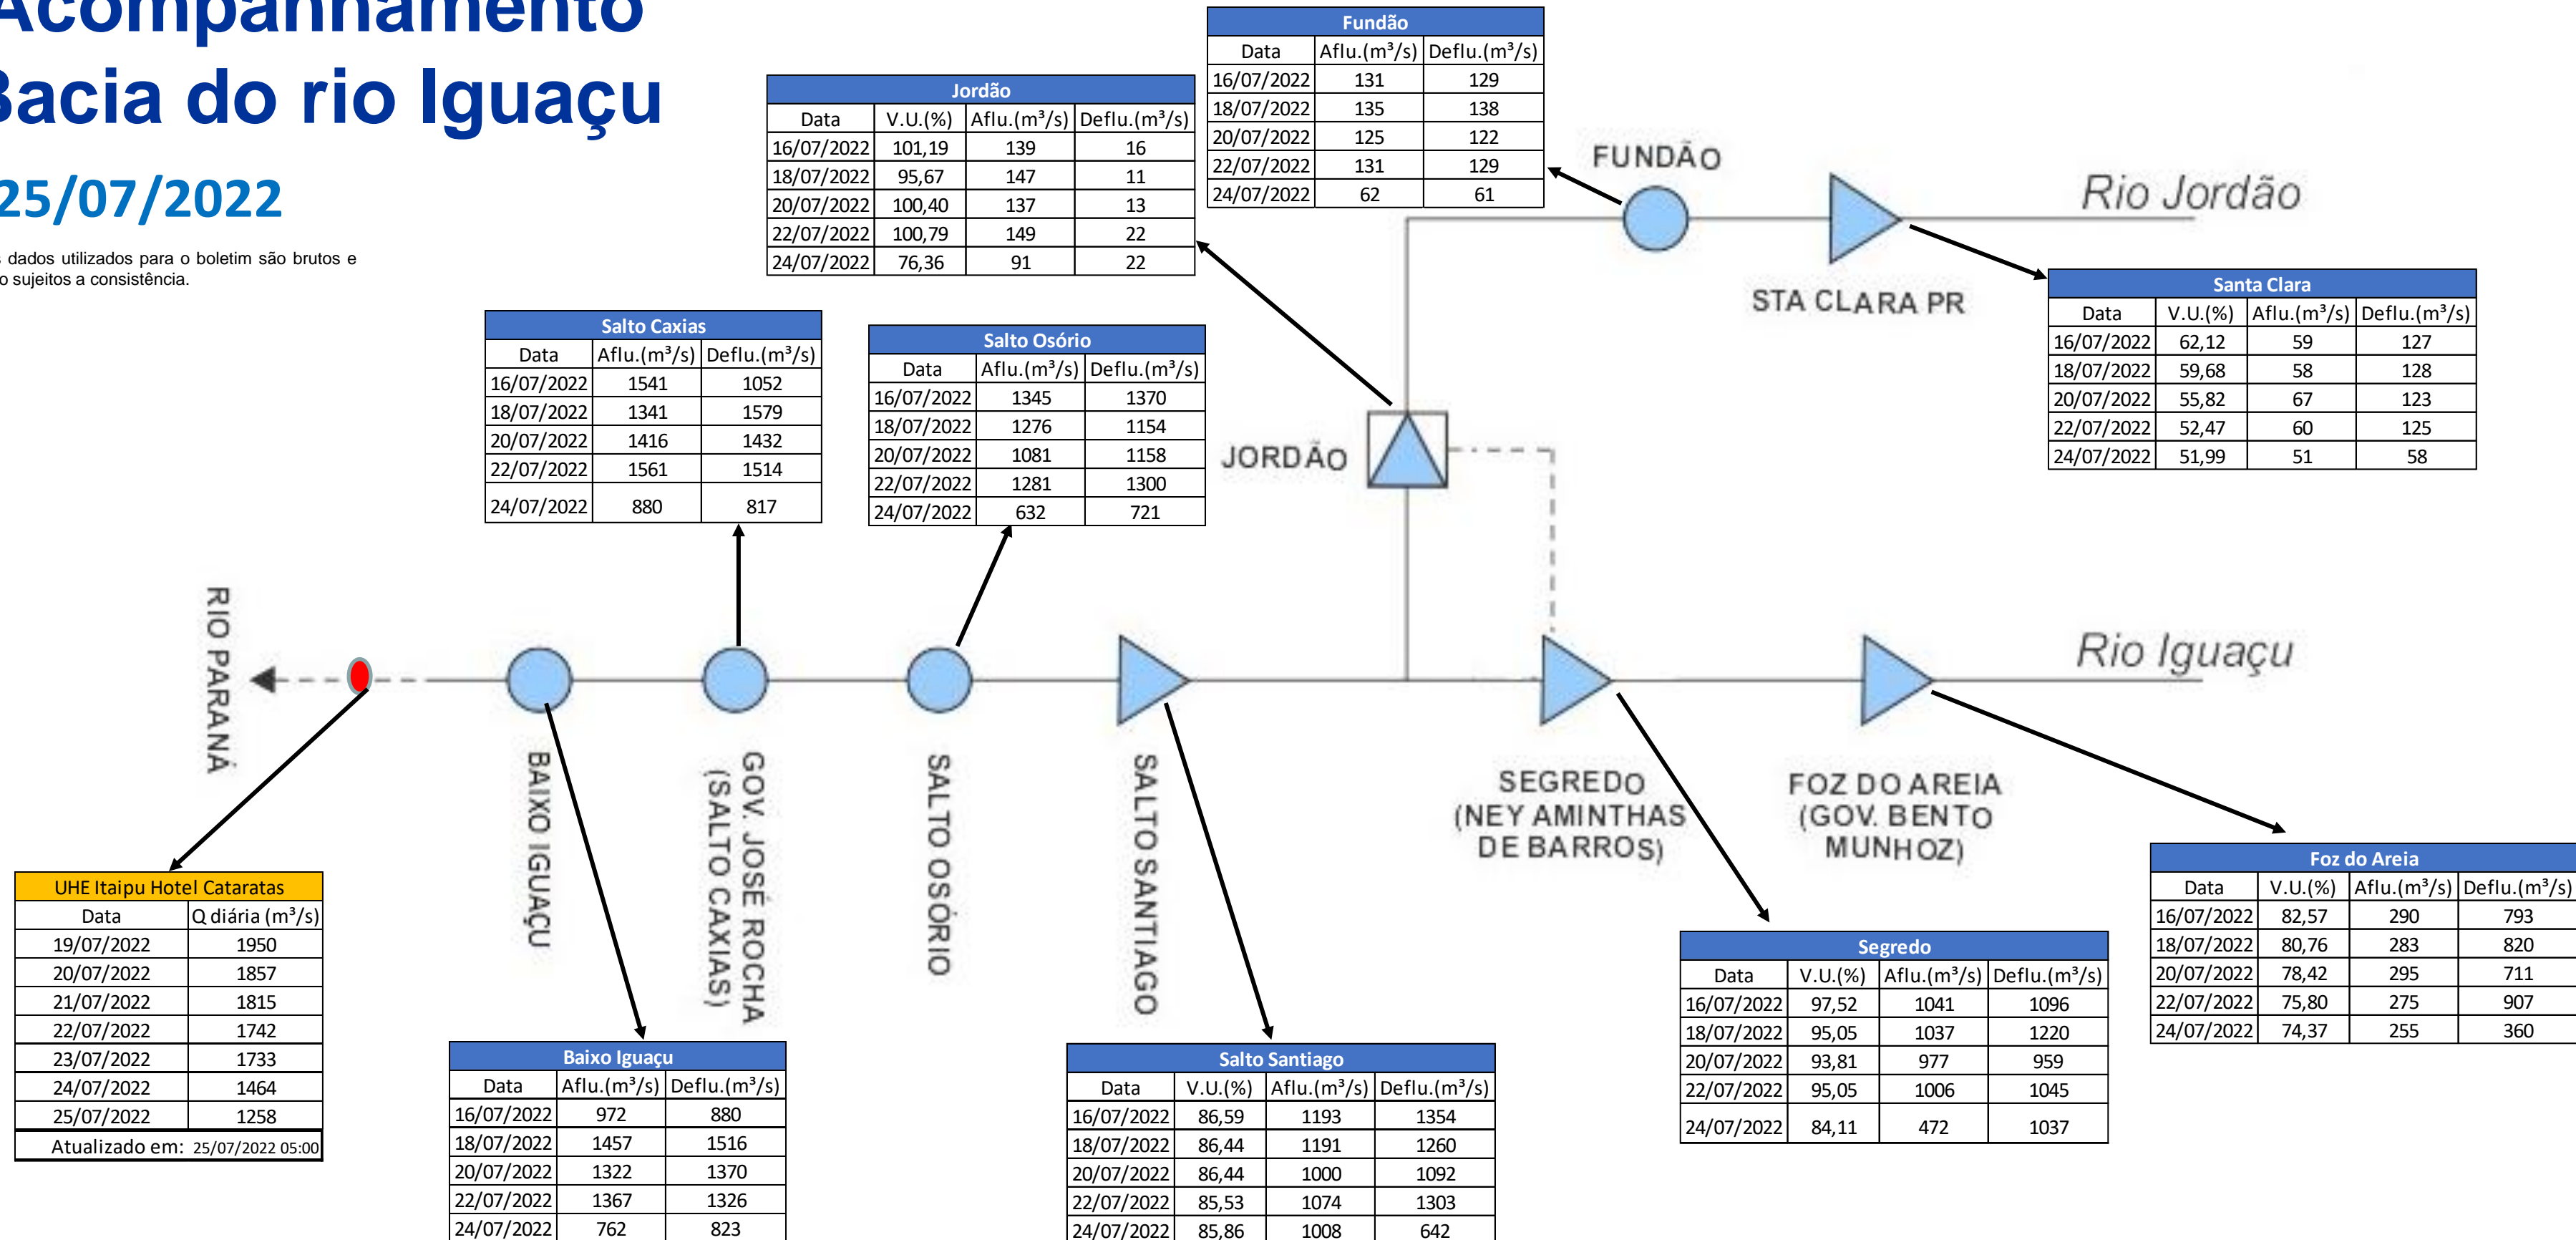 Acompanhamento
Bacia do rio Iguaçu
25/07/2022
dados utilizados para o boletim são brutos e
sujeitos a consistência.
Fundão
Data Aflu.(m³/s) Deflu.(m³/s)
16/07/2022 131 129
18/07/2022 135 138
20/07/2022 125 122
22/07/2022 131 129
24/07/2022 62 61
Jordão
Data V.U.(%) Aflu.(m³/s) Deflu.(m³/s)
16/07/2022 101,19 139 16
18/07/2022 95,67 147 11
20/07/2022 100,40 137 13
22/07/2022 100,79 149 22
24/07/2022 76,36 91 22
FUNDÃO
Rio Jordão
STA CLARA PR
Santa Clara
Data V.U.(%) Aflu.(m³/s) Deflu.(m³/s)
16/07/2022 62,12 59 127
18/07/2022 59,68 58 128
20/07/2022 55,82 67 123
22/07/2022 52,47 60 125
24/07/2022 51,99 51 58
Salto Caxias
Data Aflu.(m³/s) Deflu.(m³/s)
16/07/2022 1541 1052
18/07/2022 1341 1579
20/07/2022 1416 1432
22/07/2022 1561 1514
24/07/2022 880 817
Salto Osório
Data Aflu.(m³/s) Deflu.(m³/s)
16/07/2022 1345 1370
18/07/2022 1276 1154
20/07/2022 1081 1158
22/07/2022 1281 1300
24/07/2022 632 721
JORDÃO
RIO PARANÁ
Rio Iguaçu
BAIXO IGUAÇU
GOV. JOSÉ ROCHA
(SALTO CAXIAS)
SALTO OSÓRIO
SALTO SANTIAGO
SEGREDO
(NEY AMINTHAS
DE BARROS)
FOZ DO AREIA
(GOV. BENTO
MUNHOZ)
UHE Itaipu Hotel Cataratas
Data Q diária (m³/s)
19/07/2022 1950
20/07/2022 1857
21/07/2022 1815
22/07/2022 1742
23/07/2022 1733
24/07/2022 1464
25/07/2022 1258
Atualizado em: 25/07/2022 05:00
Baixo Iguaçu
Data Aflu.(m³/s) Deflu.(m³/s)
16/07/2022 972 880
18/07/2022 1457 1516
20/07/2022 1322 1370
22/07/2022 1367 1326
24/07/2022 762 823
Salto Santiago
Data V.U.(%) Aflu.(m³/s) Deflu.(m³/s)
16/07/2022 86,59 1193 1354
18/07/2022 86,44 1191 1260
20/07/2022 86,44 1000 1092
22/07/2022 85,53 1074 1303
24/07/2022 85,86 1008 642
Segredo
Data V.U.(%) Aflu.(m³/s) Deflu.(m³/s)
16/07/2022 97,52 1041 1096
18/07/2022 95,05 1037 1220
20/07/2022 93,81 977 959
22/07/2022 95,05 1006 1045
24/07/2022 84,11 472 1037
Foz do Areia
Data V.U.(%) Aflu.(m³/s) Deflu.(m³/s)
16/07/2022 82,57 290 793
18/07/2022 80,76 283 820
20/07/2022 78,42 295 711
22/07/2022 75,80 275 907
24/07/2022 74,37 255 360